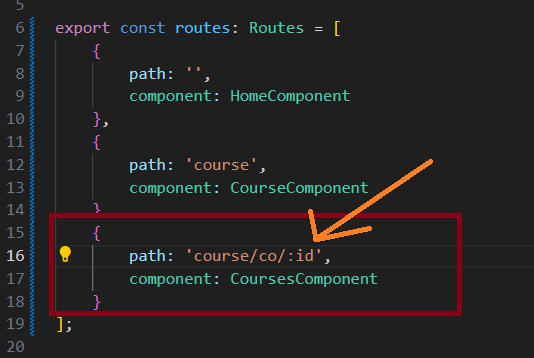 5
6 export const routes: Routes = [
7 {
8 path: '',
9 component: HomeComponent
10 },
11 {
12 path: 'course',
13 component: CourseComponent
14 }
15 {
16 path: 'course/co/:id',
17 component: CoursesComponent
18 }
19 ];
20